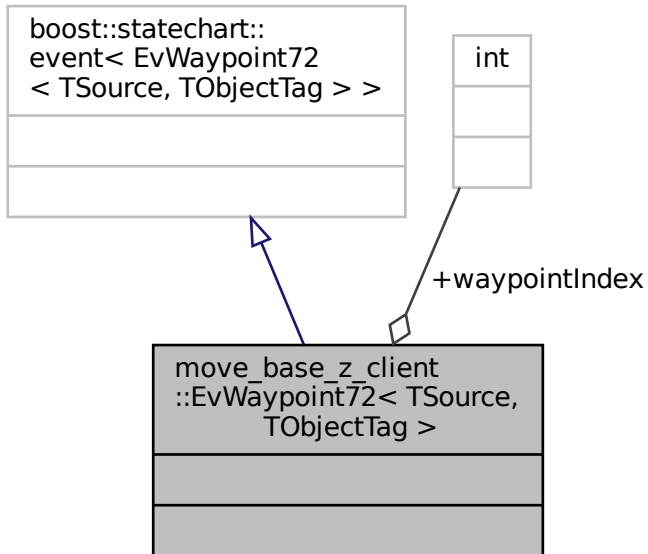 boost::statechart::
event< EvWaypoint72
< TSource, TObjectTag > >
int
+waypointIndex
move_base_z_client
::EvWaypoint72< TSource,
TObjectTag >